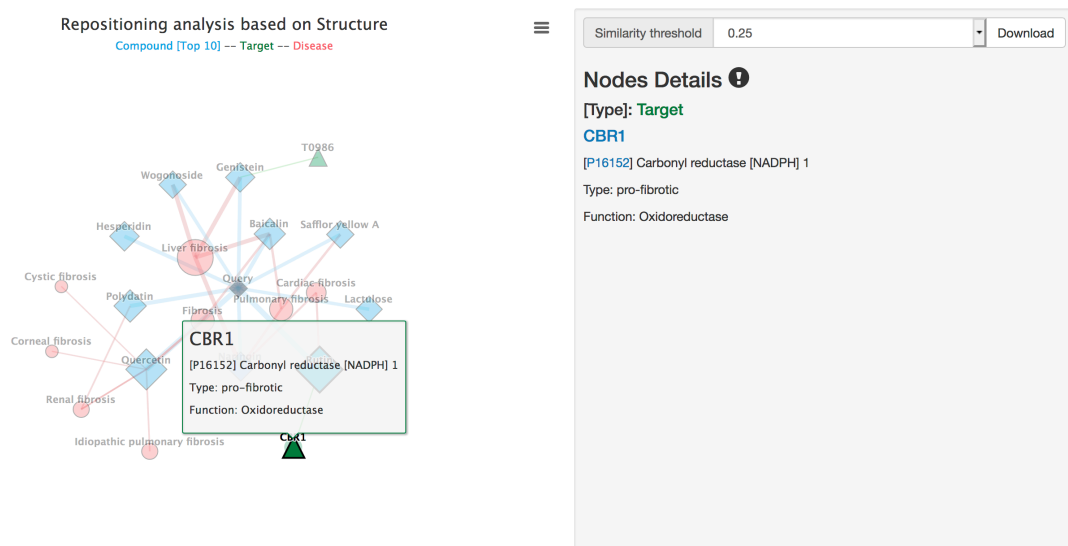 Repositioning analysis based on Structure
Compound [Top 10] -- Target -- Disease
T0986
Genistein
Wogonoside
Hesperidin
Baicalin
Safflor yellow A
Liver fibrosis
Cystic fibrosis
Query
Cardiac fibrosis
Polydatin
Pulmonary fibrosis
Lactolose
Fibrosis
Corneal fibrosis
Quercetin
Renal fibrosis
Idiopathic pulmonary fibrosis
CBR1
[P16152] Carbonyl reductase [NADPH] 1
Type: pro-fibrotic
Function: Oxidoreductase
CBR1
Similarity threshold
0.25
Download
Nodes Details
[Type]: Target
CBR1
[P16152] Carbonyl reductase [NADPH] 1
Type: pro-fibrotic
Function: Oxidoreductase